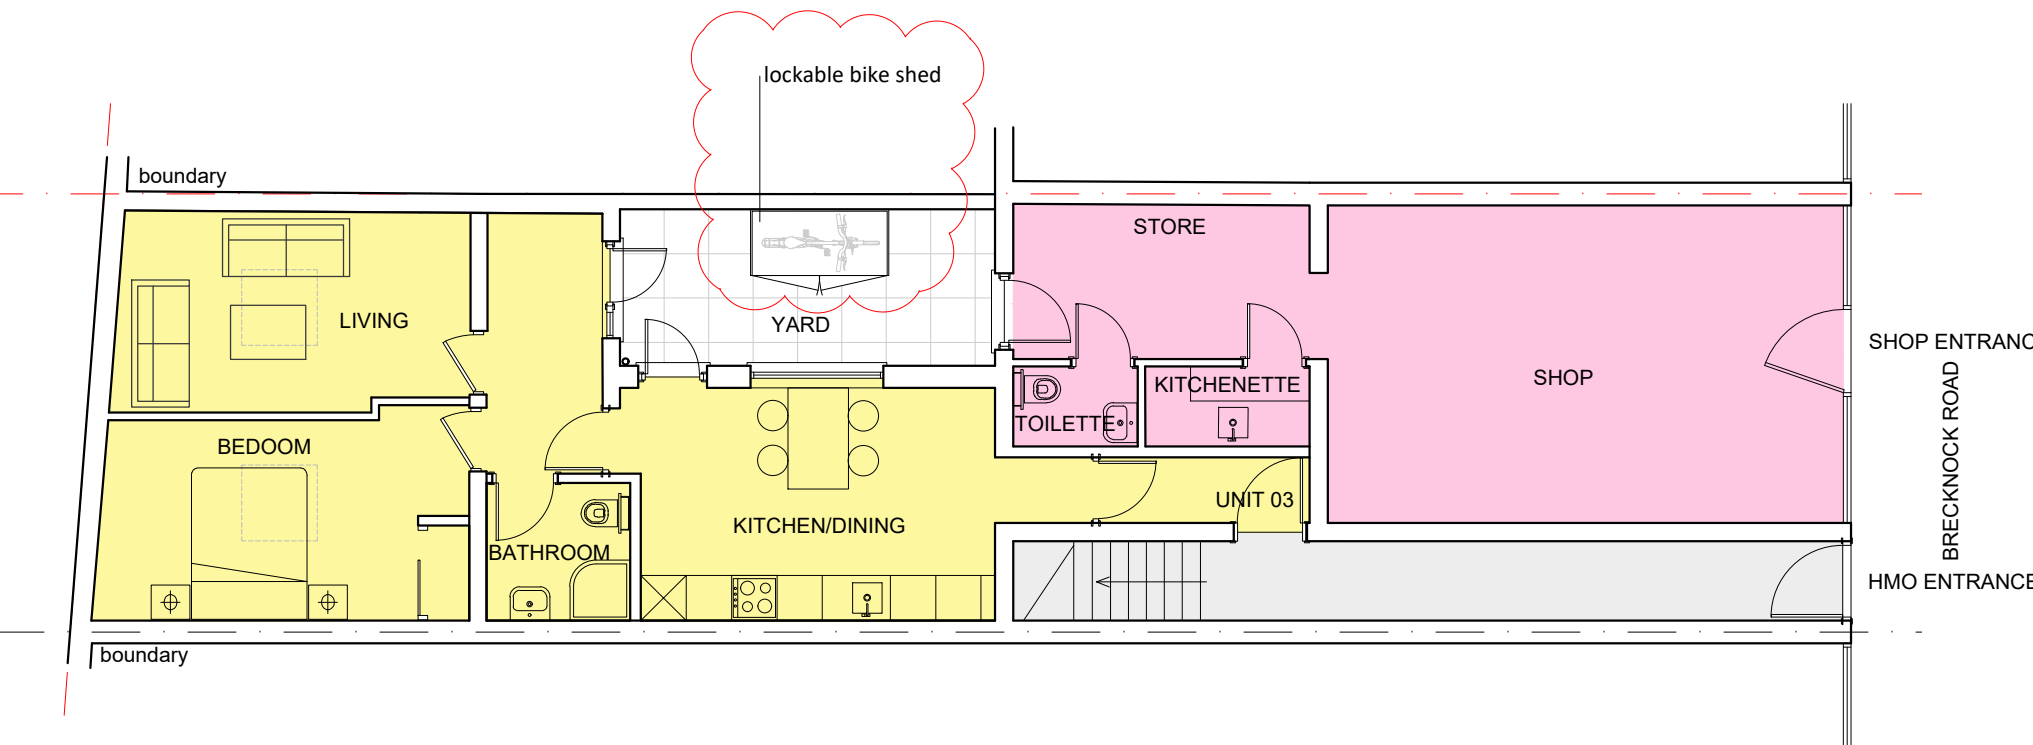 lockable bike shed
boundary
STORE
LIVING
YARD
SHOP ENTRANC
KITCHENETTE
SHOP
TOILETTE
BEDOOM
BRECKNOCK ROAD
UNIT 03
KITCHEN/DINING
BATHROOM
HMO ENTRANCE
boundary